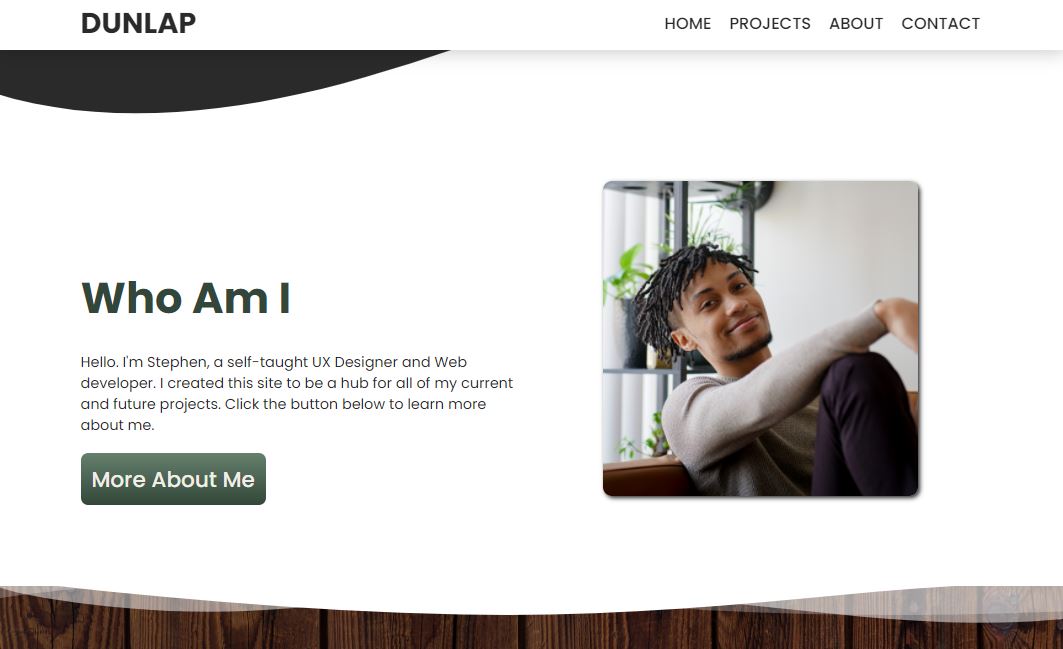 DUNLAP
HOME PROJECTS ABOUT CONTACT
Who Am I
Hello. I'm Stephen, a self-taught UX Designer and Web
developer. I created this site to be a hub for all of my current
and future projects. Click the button below to learn more
about me.
More About Me